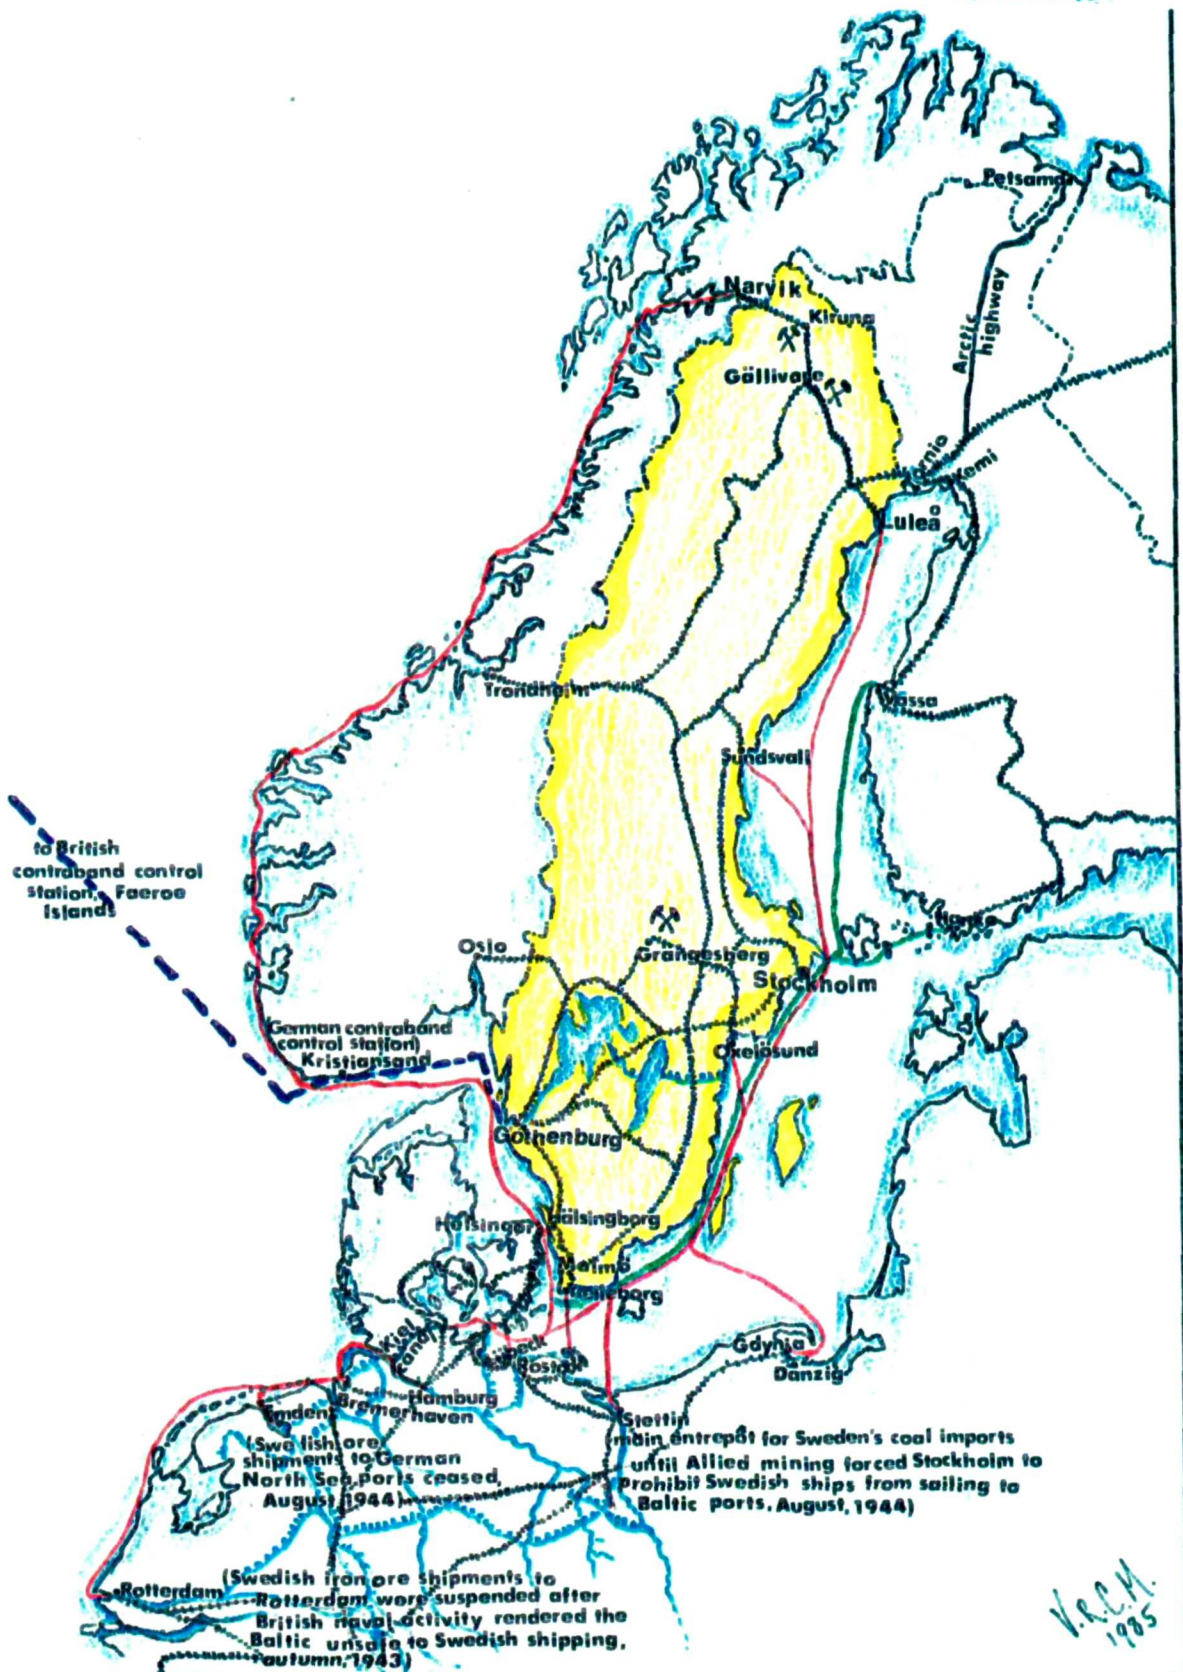 Petsamo
Narvik
Kiruna
Arctic
highway
Gällivare
Tornio
Kemi
Luleå
Vassa
Trondheim
Sundsvall
to British
contraband control
station, Faeroe
Islands
Hanko
Oslo
Grangesberg
Stockholm
German contraband
control station)
Kristiansand
Oxelösund
Gothenburg
Helsingor
Hälsingborg
Malmö
Trelleborg
Kiel
Kanal
Lübeck
Rostock
Gdynia
Danzig
Hamburg
Bremerhaven
Emden
Stettin
(Swedish ore
shipments to German
North Sea Ports ceased,
August, 1944)
main entrepôt for Sweden's coal imports
until Allied mining forced Stockholm to
Prohibit Swedish ships from sailing to
Baltic ports, August, 1944)
Rotterdam
(Swedish iron ore shipments to
Rotterdam were suspended after
British naval activity rendered the
Baltic unsafe to Swedish shipping,
autumn, 1943)
V.R.C.M.
1985